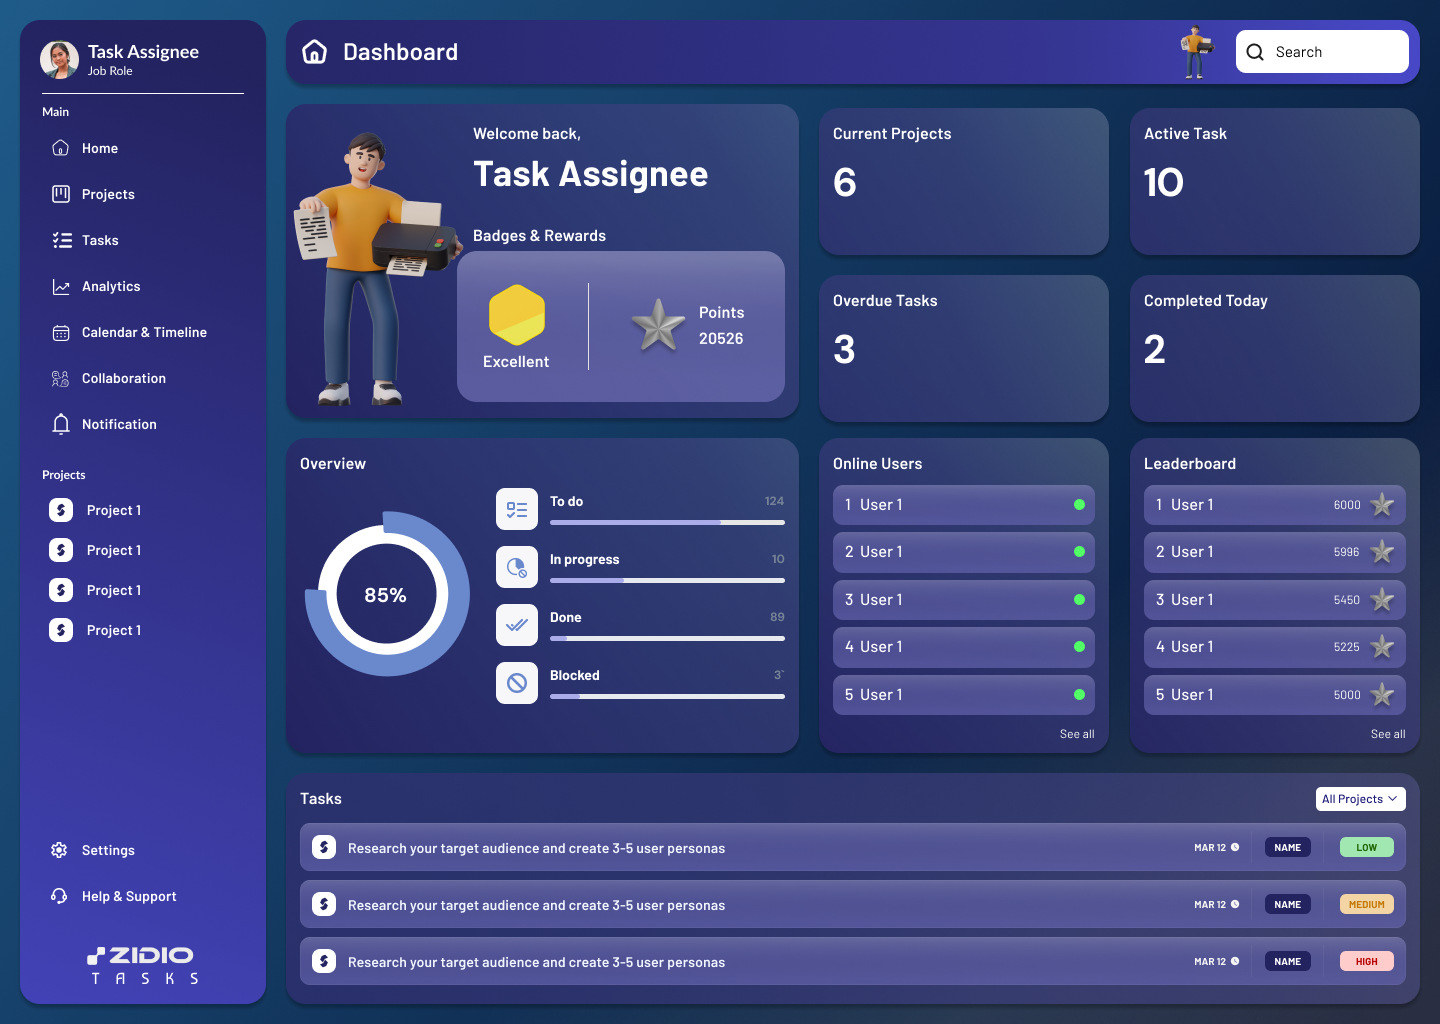 Task Assignee
Job Role
Main
Home
Projects
Tasks
Analytics
Calendar & Timeline
Collaboration
Notification
Projects
Project 1
Project 1
Project 1
Project 1
Settings
Help & Support
ZIDIO
TASKS
Dashboard
Search
Welcome back,
Task Assignee
Badges & Rewards
Excellent
Points
20526
Current Projects
6
Active Task
10
Overdue Tasks
3
Completed Today
2
Overview
85%
To do 124
In progress 10
Done 89
Blocked 3`
Online Users
1 User 1
2 User 1
3 User 1
4 User 1
5 User 1
See all
Leaderboard
1 User 1 6000
2 User 1 5996
3 User 1 5450
4 User 1 5225
5 User 1 5000
See all
Tasks
All Projects
Research your target audience and create 3-5 user personas MAR 12 NAME LOW
Research your target audience and create 3-5 user personas MAR 12 NAME MEDIUM
Research your target audience and create 3-5 user personas MAR 12 NAME HIGH